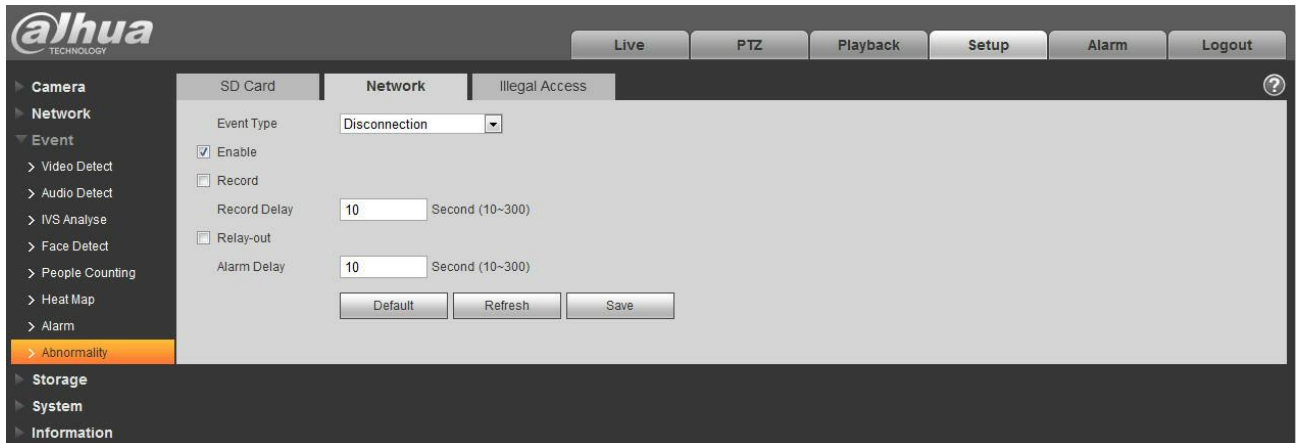 alhua
TECHNOLOGY
Live PTZ Playback Setup Alarm Logout
Camera
Network
Event
Video Detect
Audio Detect
IVS Analyse
Face Detect
People Counting
Heat Map
Alarm
Abnormality
Storage
System
Information
SD Card Network Illegal Access ?
Event Type Disconnection
Enable
Record
Record Delay 10 Second (10~300)
Relay-out
Alarm Delay 10 Second (10~300)
Default Refresh Save